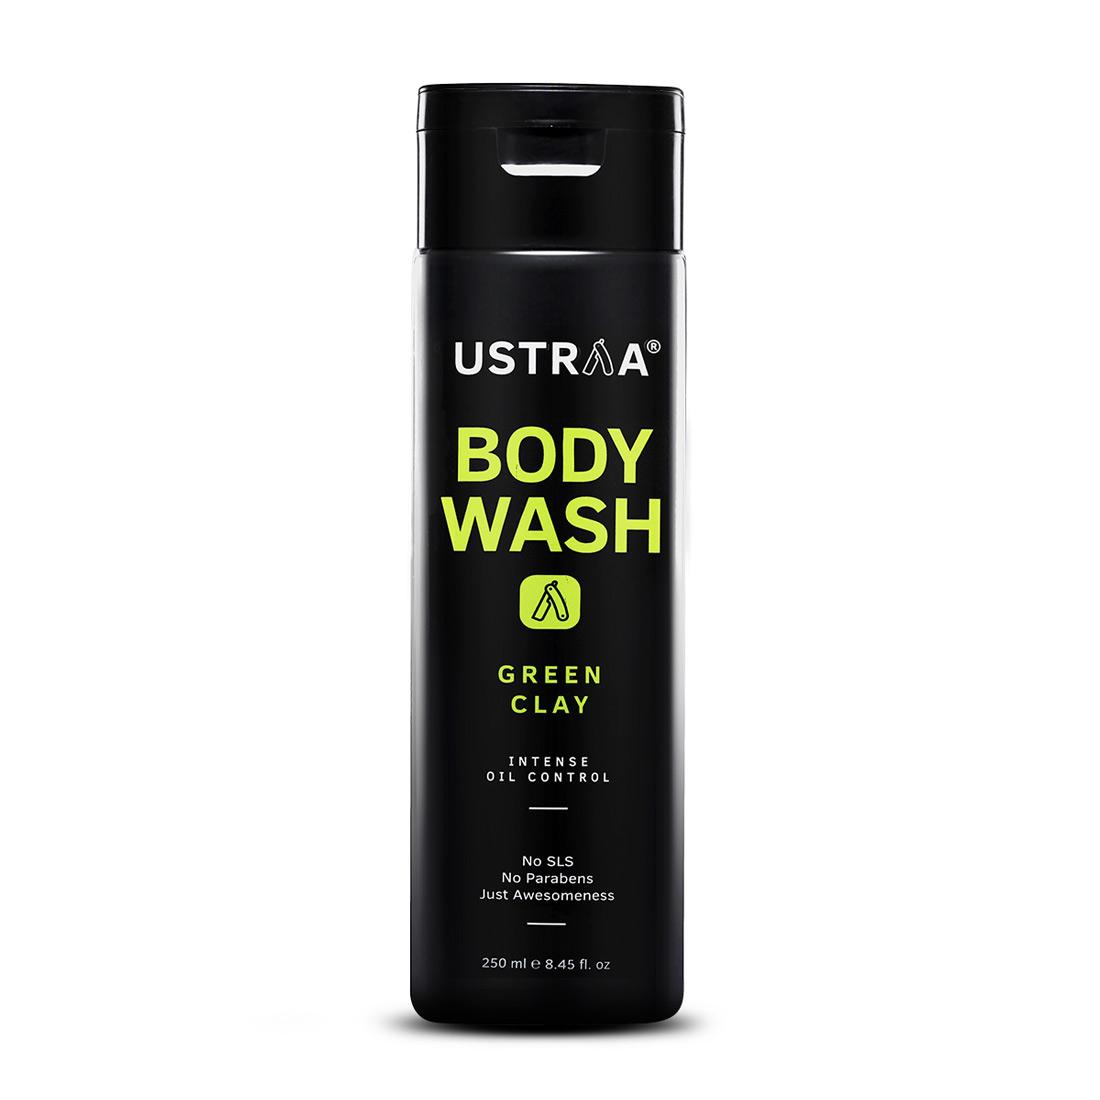 USTRAA®
BODY
WASH
GREEN
CLAY
INTENSE
OIL CONTROL
No SLS
No Parabens
Just Awesomeness
250 ml ℮ 8.45 fl. oz